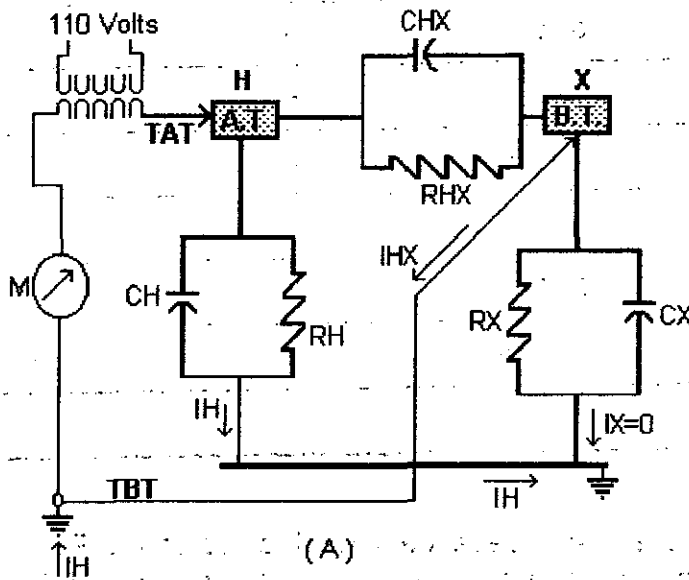 110 Volts
CHX
H
X
A.T.
B.T.
TAT
RHX
IHX
M
CH
RH
RX
CX
IH
IX=0
TBT
IH
(A)
IH